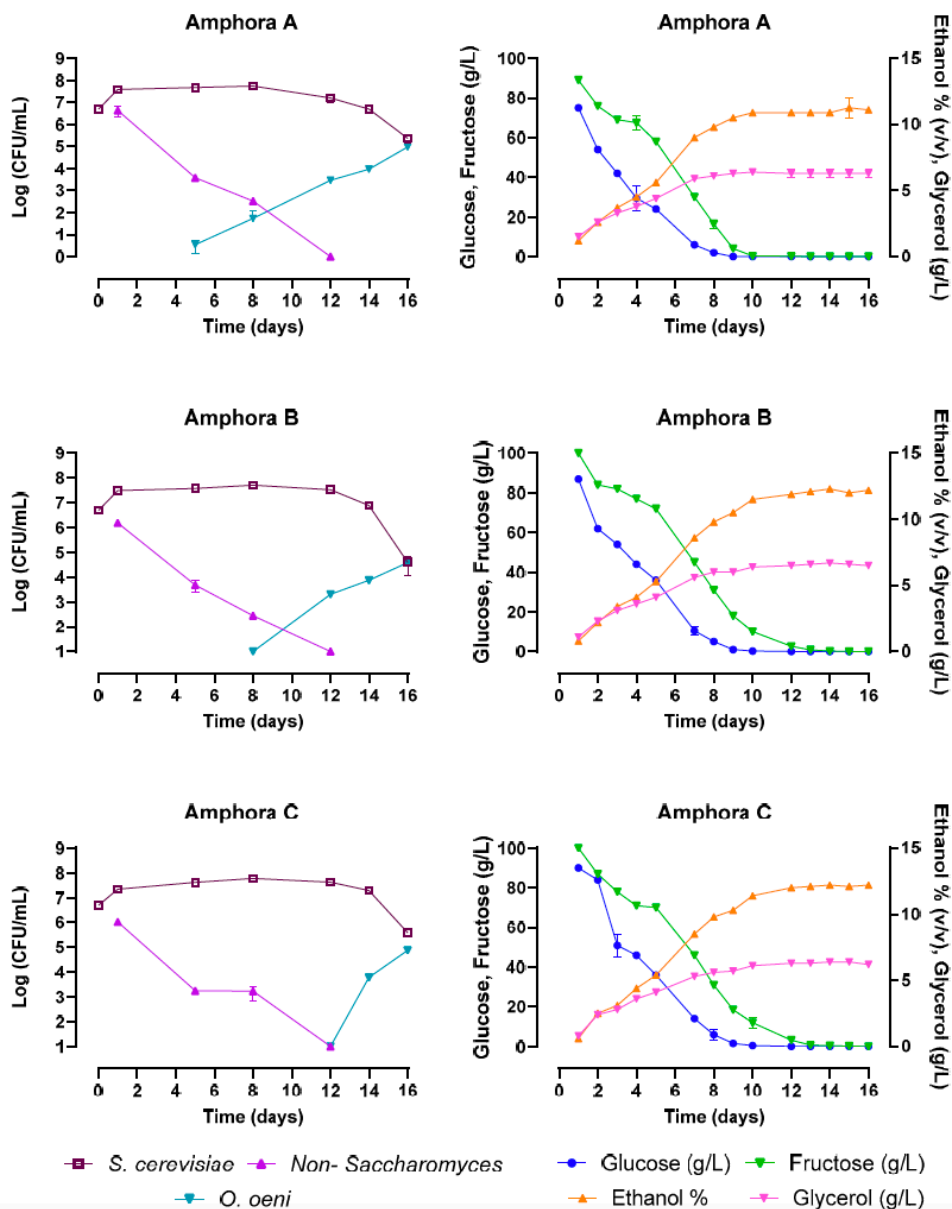 Amphora A
Log (CFU/mL)
9
8
7
6
5
4
3
2
1
0
0 2 4 6 8 10 12 14 16
Time (days)
Amphora A
Glucose, Fructose (g/L)
100
80
60
40
20
0
15
10
5
0
Ethanol % (v/v), Glycerol (g/L)
0 2 4 6 8 10 12 14 16
Time (days)
Amphora B
Log (CFU/mL)
9
8
7
6
5
4
3
2
1
0 2 4 6 8 10 12 14 16
Time (days)
Amphora B
Glucose, Fructose (g/L)
100
80
60
40
20
0
15
10
5
0
Ethanol % (v/v), Glycerol (g/L)
0 2 4 6 8 10 12 14 16
Time (days)
Amphora C
Log (CFU/mL)
9
8
7
6
5
4
3
2
1
0 2 4 6 8 10 12 14 16
Time (days)
Amphora C
Glucose, Fructose (g/L)
100
80
60
40
20
0
15
10
5
0
Ethanol % (v/v), Glycerol (g/L)
0 2 4 6 8 10 12 14 16
Time (days)
S. cerevisiae Non- Saccharomyces
O. oeni
Glucose (g/L) Fructose (g/L)
Ethanol % Glycerol (g/L)